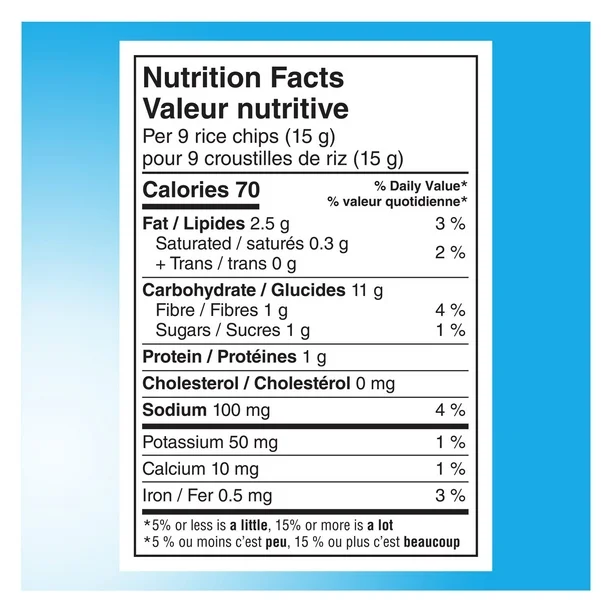 Nutrition Facts
Valeur nutritive
Per 9 rice chips (15 g)
pour 9 croustilles de riz (15 g)
Calories 70
% Daily Value*
% valeur quotidienne*
Fat / Lipides 2.5 g 3 %
Saturated / saturés 0.3 g
+ Trans / trans 0 g 2 %
Carbohydrate / Glucides 11 g
Fibre / Fibres 1 g 4 %
Sugars / Sucres 1 g 1 %
Protein / Protéines 1 g
Cholesterol / Cholestérol 0 mg
Sodium 100 mg 4 %
Potassium 50 mg 1 %
Calcium 10 mg 1 %
Iron / Fer 0.5 mg 3 %
*5% or less is a little, 15% or more is a lot
*5 % ou moins c'est peu, 15 % ou plus c'est beaucoup